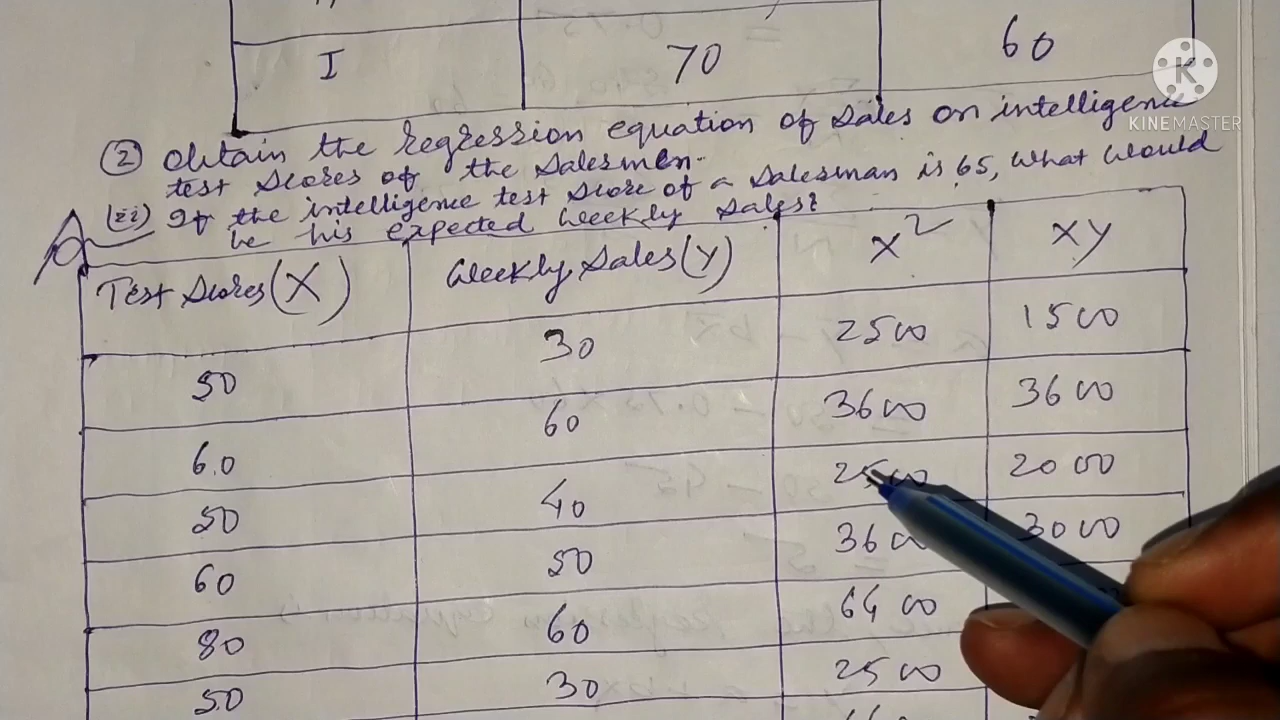 I 70 60
K
KINEMASTER
② Obtain the Regression equation of Sales on intelligence
test Scores of the Salesmen.
(ii) If the intelligence test Score of a Salesman is 65, What Would
be his expected Weekly Sales?
A
Test Scores (X) Weekly Sales (Y) X² XY
50 30 2500 1500
60 60 3600 3600
50 40 2500 2000
60 50 3600 3000
80 60 6400
50 30 2500